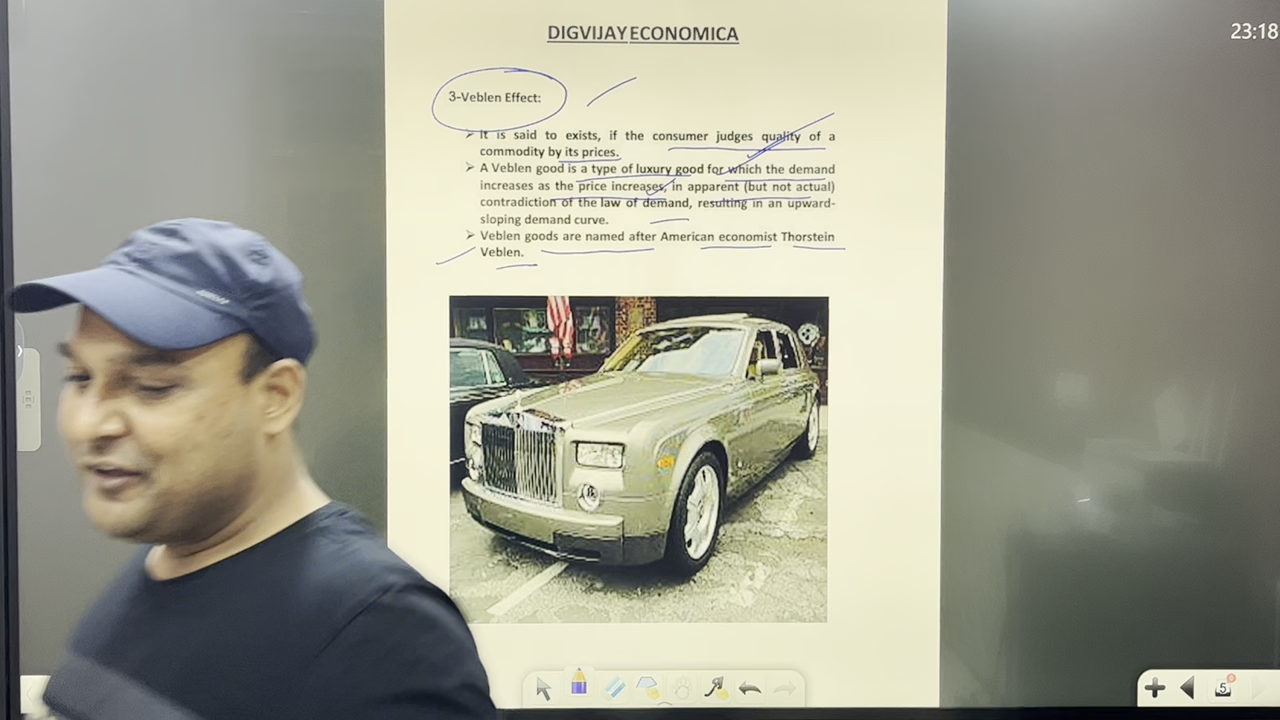 DIGVIJAY ECONOMICA
23:18
3-Veblen Effect:
➤ It is said to exists, if the consumer judges quality of a
commodity by its prices.
➤ A Veblen good is a type of luxury good for which the demand
increases as the price increases, in apparent (but not actual)
contradiction of the law of demand, resulting in an upward-
sloping demand curve.
➤ Veblen goods are named after American economist Thorstein
Veblen.
5